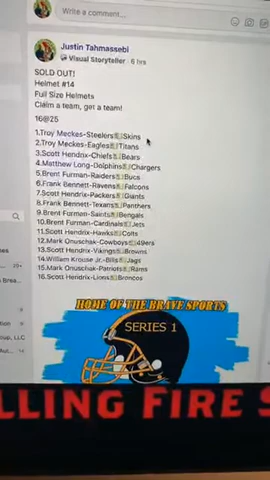 Write a comment...
Justin Tahmassebi
Visual Storyteller · 6 hrs
SOLD OUT!
Helmet #14
Full Size Helmets
Claim a team, get a team!
16@25
1.Troy Meckes-Steelers💵Skins
2.Troy Meckes-Eagles💵Titans
3.Scott Hendrix-Chiefs💵Bears
4.Matthew Long-Dolphins💵Chargers
5.Brent Furman-Raiders💵Bucs
6.Frank Bennett-Ravens💵Falcons
7.Scott Hendrix-Packers💵Giants
8.Frank Bennett-Texans💵Panthers
9.Brent Furman-Saints💵Bengals
10.Brent Furman-Cardinals💵Jets
11.Scott Hendrix-Hawks💵Colts
12.Mark Onuschak-Cowboys💵49ers
13.Scott Hendrix-Vikings💵Browns
14.William Krouse Jr.-Bills💵Jags
15.Mark Onuschak-Patriots💵Rams
16.Scott Hendrix-Lions💵Broncos
HOME OF THE BRAVE SPORTS
SERIES 1
LLING FIRE S